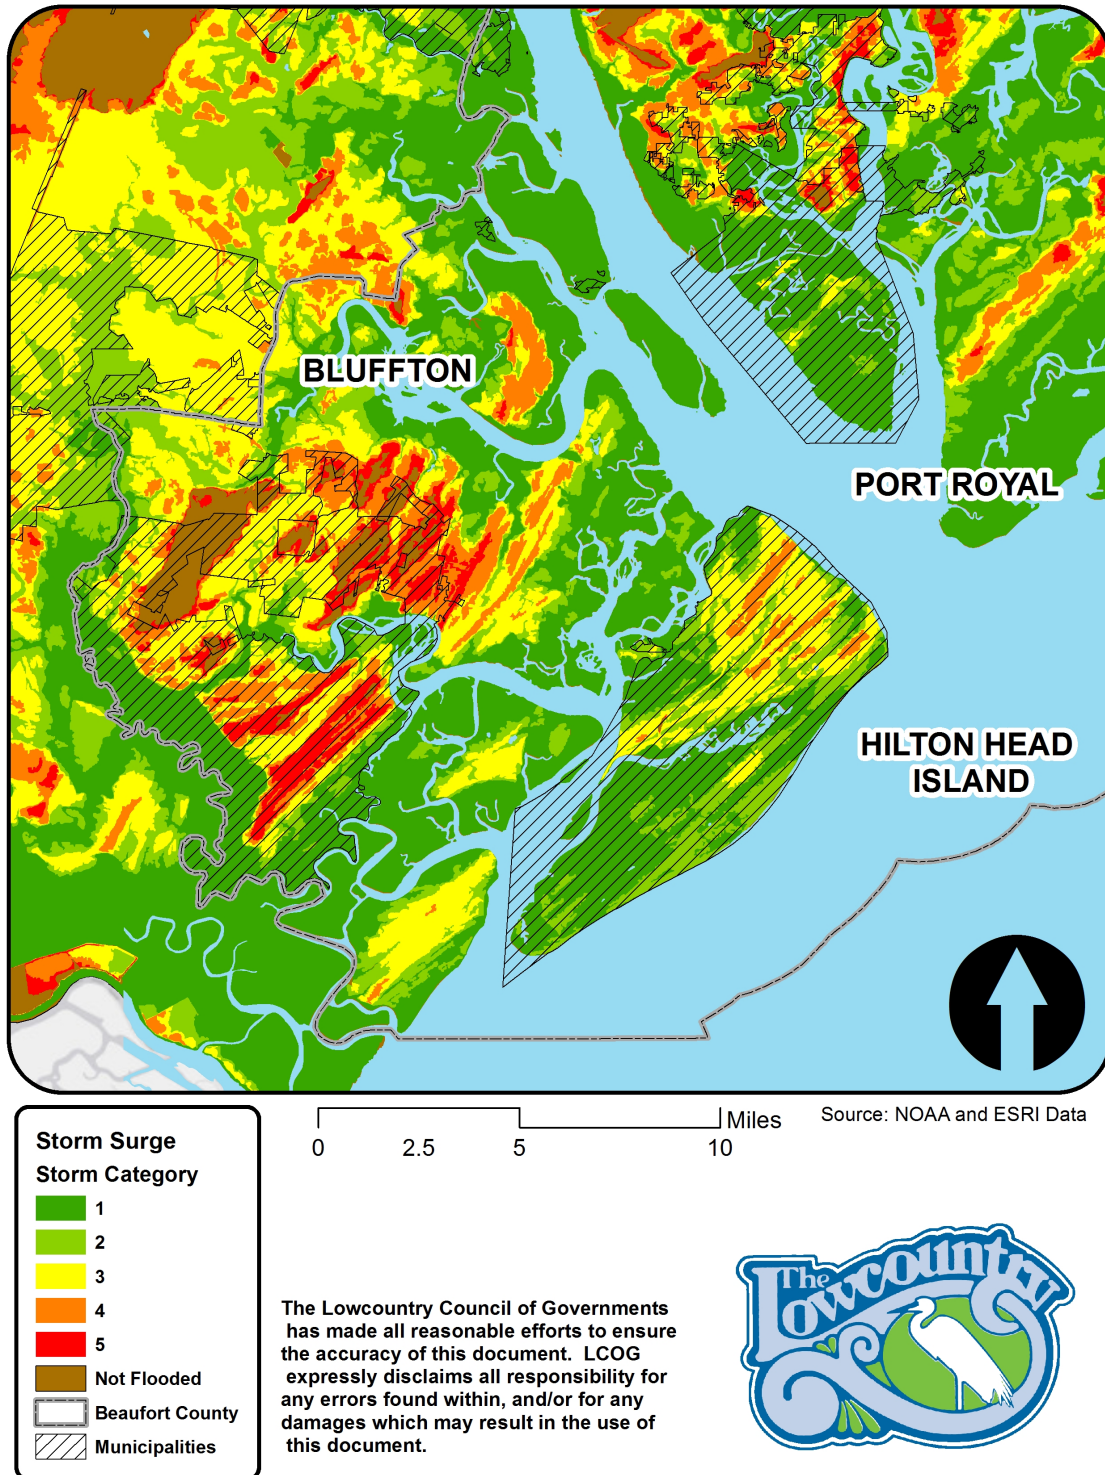 BLUFFTON
PORT ROYAL
HILTON HEAD
ISLAND
Miles
0
2.5
5
10
Source: NOAA and ESRI Data
Storm Surge
Storm Category
1
2
3
4
5
Not Flooded
Beaufort County
Municipalities
The Lowcountry Council of Governments
has made all reasonable efforts to ensure
the accuracy of this document. LCOG
expressly disclaims all responsibility for
any errors found within, and/or for any
damages which may result in the use of
this document.
The
Lowcountry